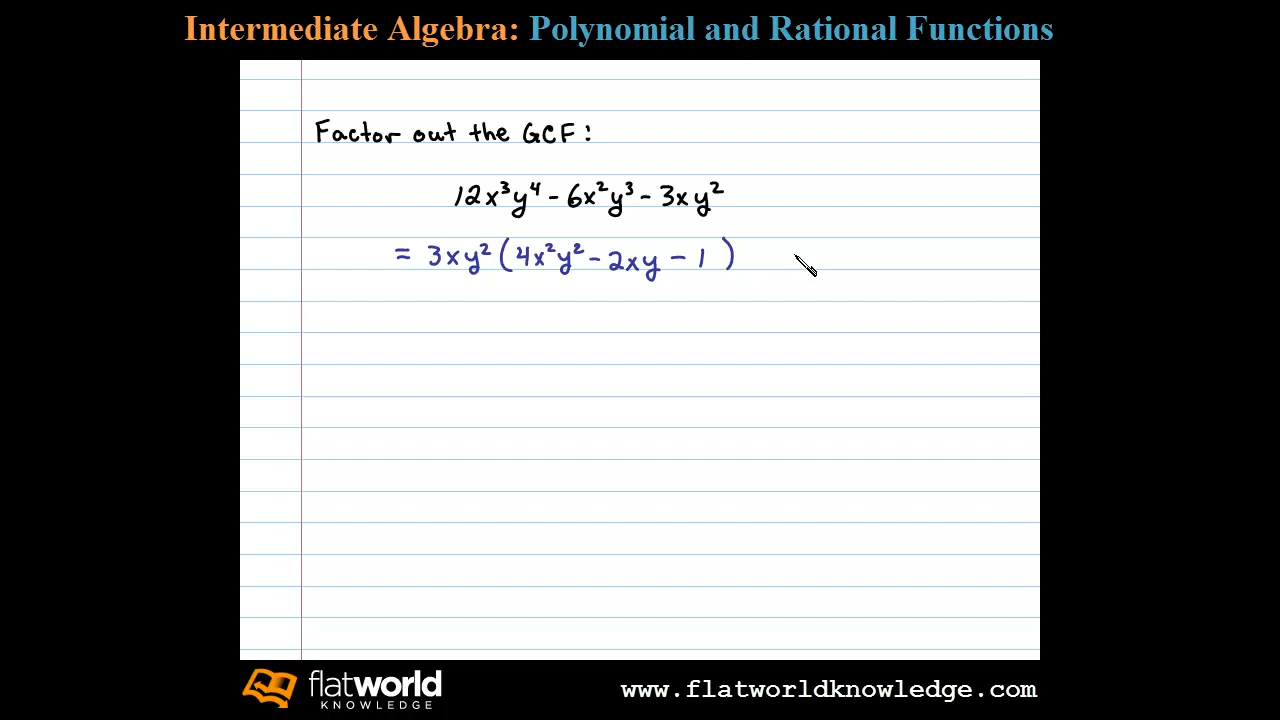 Intermediate Algebra: Polynomial and Rational Functions
Factor out the GCF:
12x³y⁴ - 6x²y³ - 3xy²
= 3xy² (4x²y² - 2xy - 1)
flatworld
KNOWLEDGE
www.flatworldknowledge.com